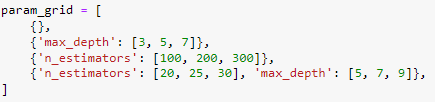 param_grid = [
    {},
    {'max_depth': [3, 5, 7]},
    {'n_estimators': [100, 200, 300]},
    {'n_estimators': [20, 25, 30], 'max_depth': [5, 7, 9]},
]